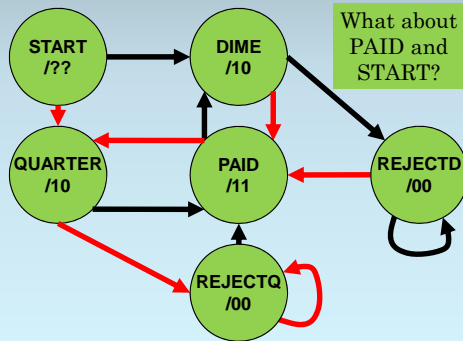 START
/??
DIME
/10
What about
PAID and
START?
QUARTER
/10
PAID
/11
REJECTD
/00
REJECTQ
/00